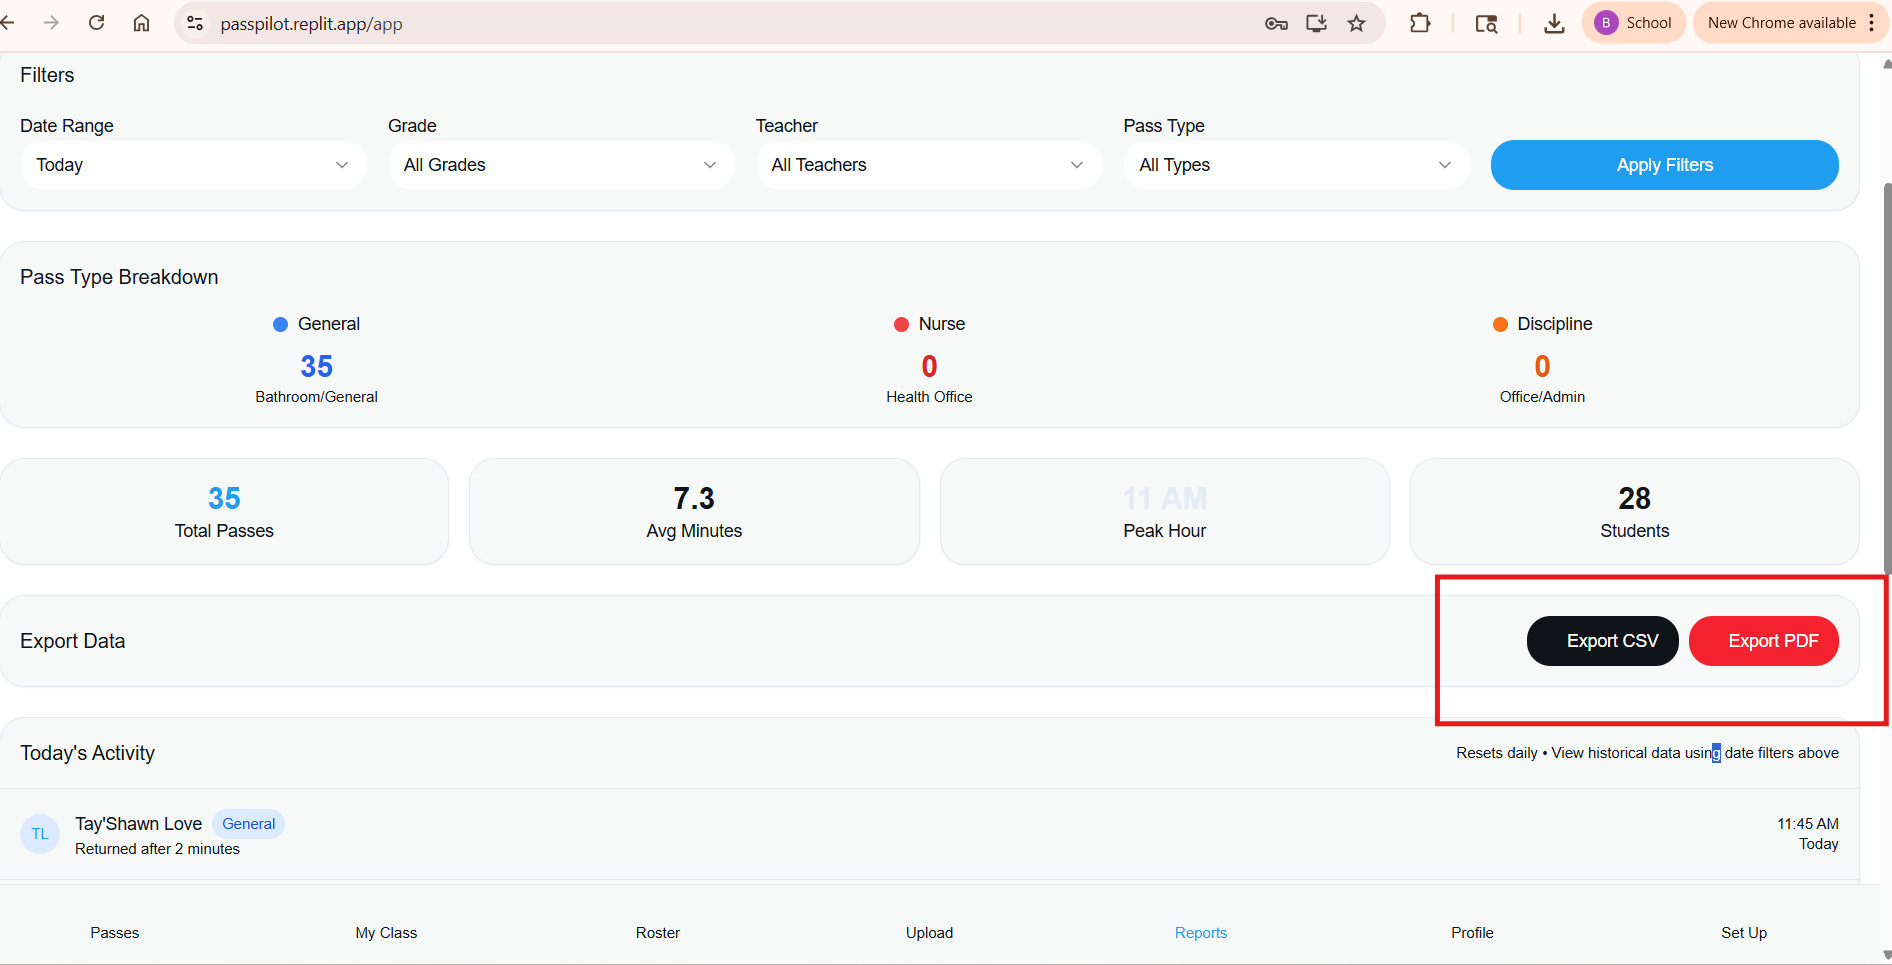 passpilot.replit.app/app
B School
New Chrome available
Filters
Date Range Grade Teacher Pass Type
Today All Grades All Teachers All Types Apply Filters
Pass Type Breakdown
General Nurse Discipline
35 0 0
Bathroom/General Health Office Office/Admin
35 7.3 11 AM 28
Total Passes Avg Minutes Peak Hour Students
Export Data Export CSV Export PDF
Today's Activity Resets daily • View historical data using date filters above
TL Tay'Shawn Love General 11:45 AM
Returned after 2 minutes Today
Passes My Class Roster Upload Reports Profile Set Up